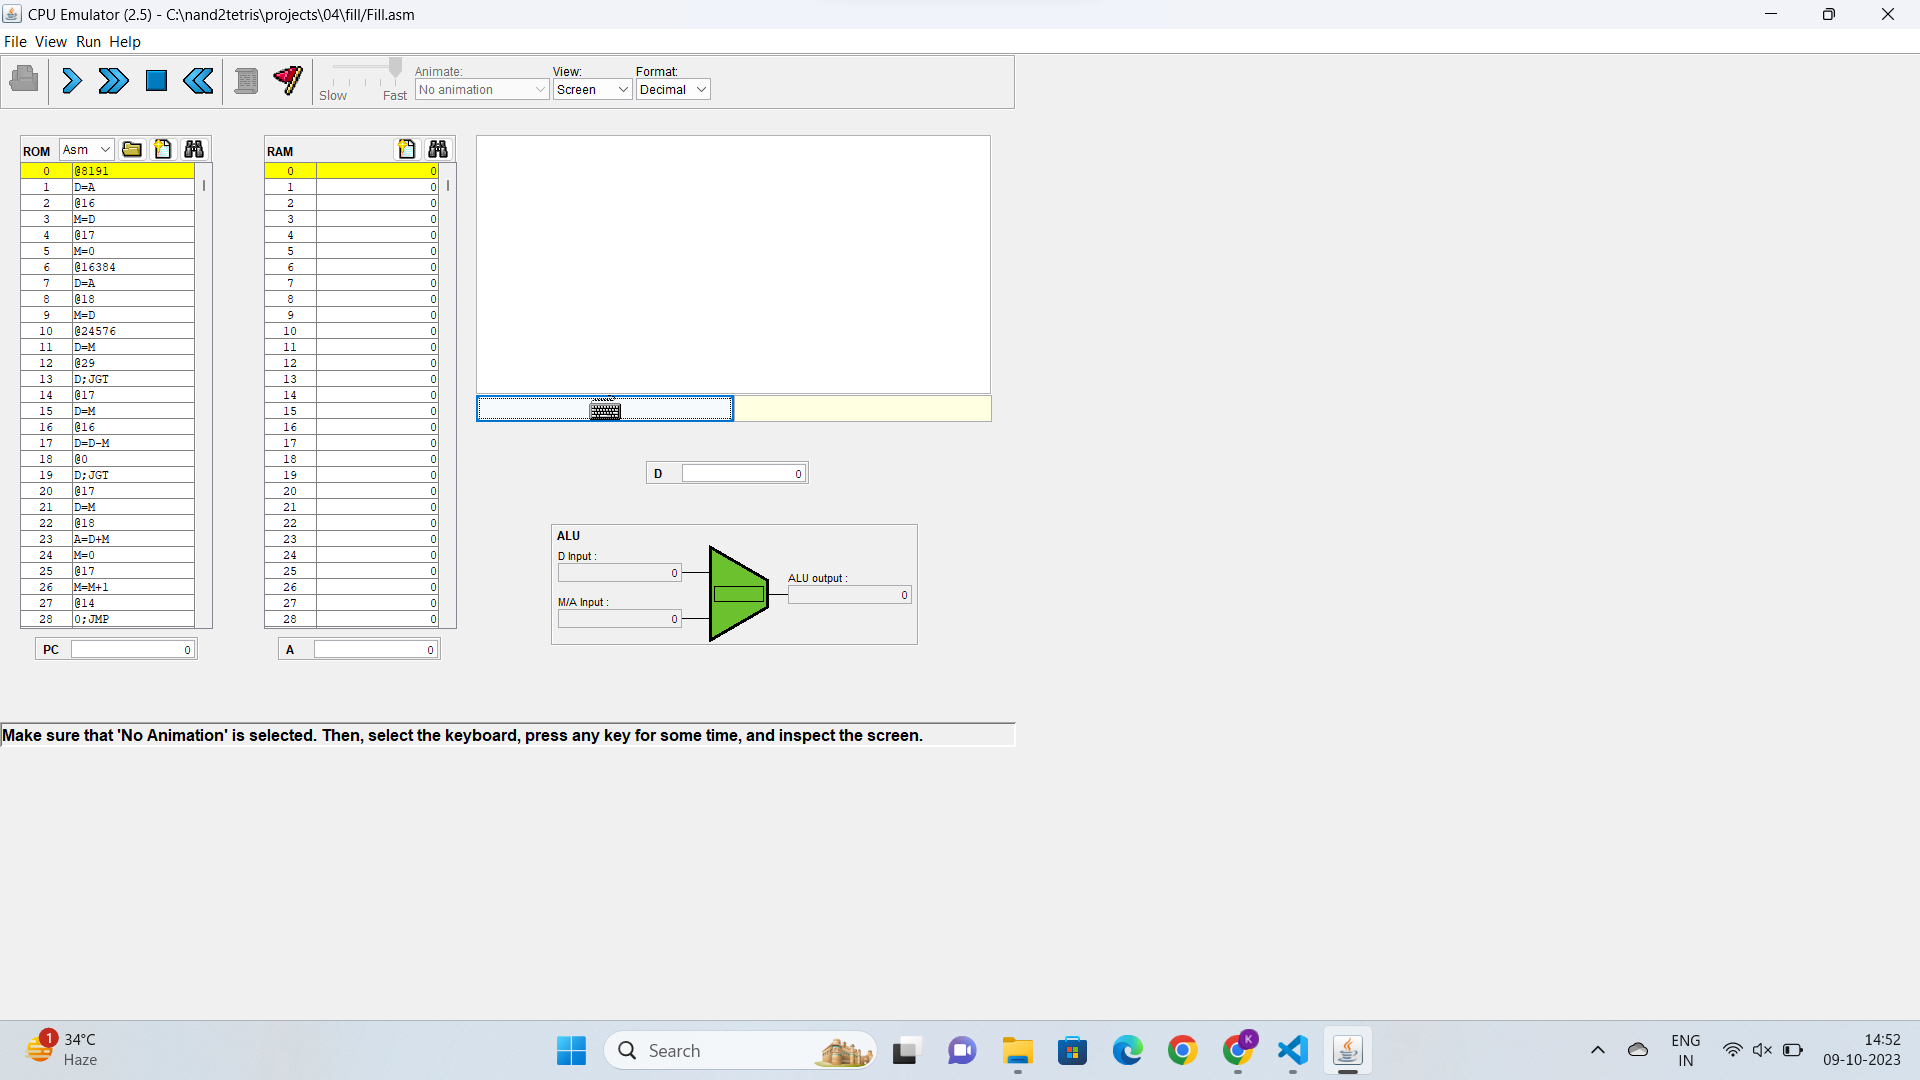 CPU Emulator (2.5) - C:\nand2tetris\projects\04\fill/Fill.asm
File View Run Help
Slow Fast
Animate:
No animation
View:
Screen
Format:
Decimal
ROM Asm
0 @8191
1 D=A
2 @16
3 M=D
4 @17
5 M=0
6 @16384
7 D=A
8 @18
9 M=D
10 @24576
11 D=M
12 @29
13 D;JGT
14 @17
15 D=M
16 @16
17 D=D-M
18 @0
19 D;JGT
20 @17
21 D=M
22 @18
23 A=D+M
24 M=0
25 @17
26 M=M+1
27 @14
28 0;JMP
PC 0
RAM
0 0
1 0
2 0
3 0
4 0
5 0
6 0
7 0
8 0
9 0
10 0
11 0
12 0
13 0
14 0
15 0
16 0
17 0
18 0
19 0
20 0
21 0
22 0
23 0
24 0
25 0
26 0
27 0
28 0
A 0
D 0
ALU
D Input :
0
M/A Input :
0
ALU output :
0
Make sure that 'No Animation' is selected. Then, select the keyboard, press any key for some time, and inspect the screen.
1
34°C
Haze
Search
K
ENG
IN
14:52
09-10-2023